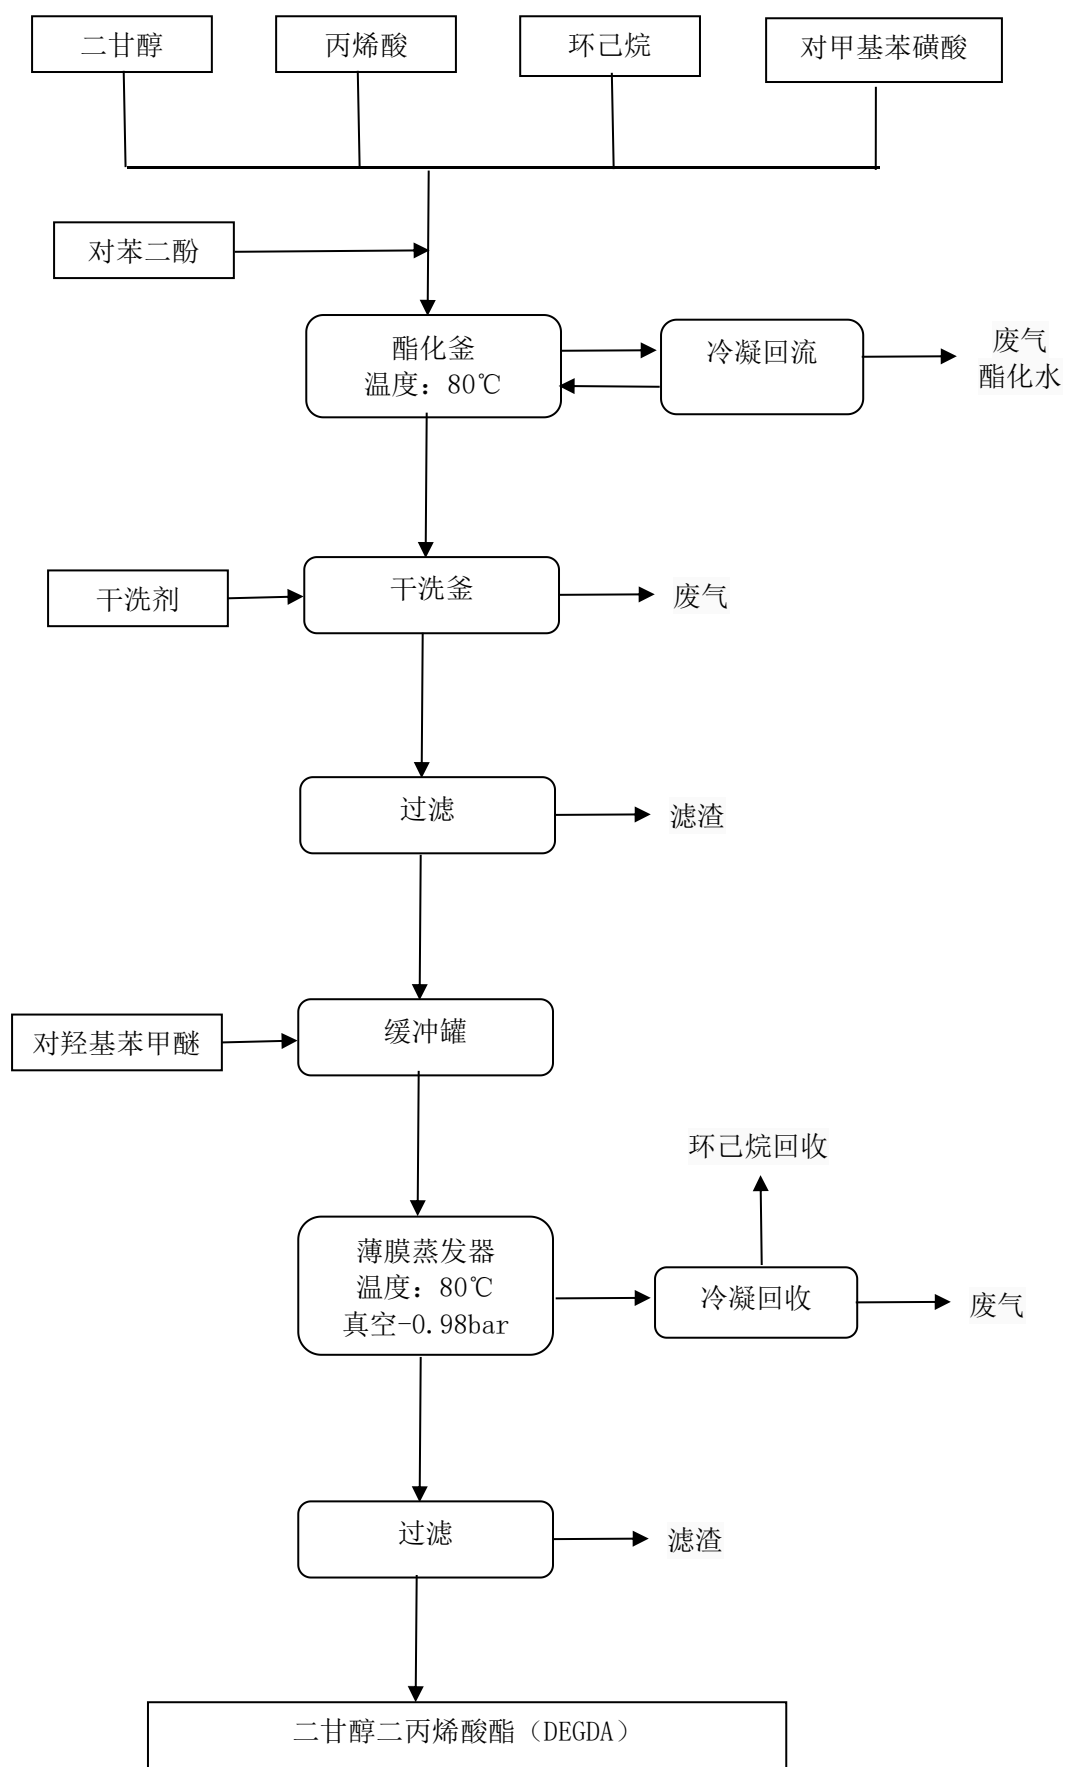 二甘醇
丙烯酸
环己烷
对甲基苯磺酸
对苯二酚
酯化釜
温度：80℃
冷凝回流
废气
酯化水
干洗剂
干洗釜
废气
过滤
滤渣
对羟基苯甲醚
缓冲罐
环己烷回收
薄膜蒸发器
温度：80℃
真空-0.98bar
冷凝回收
废气
过滤
滤渣
二甘醇二丙烯酸酯（DEGDA）